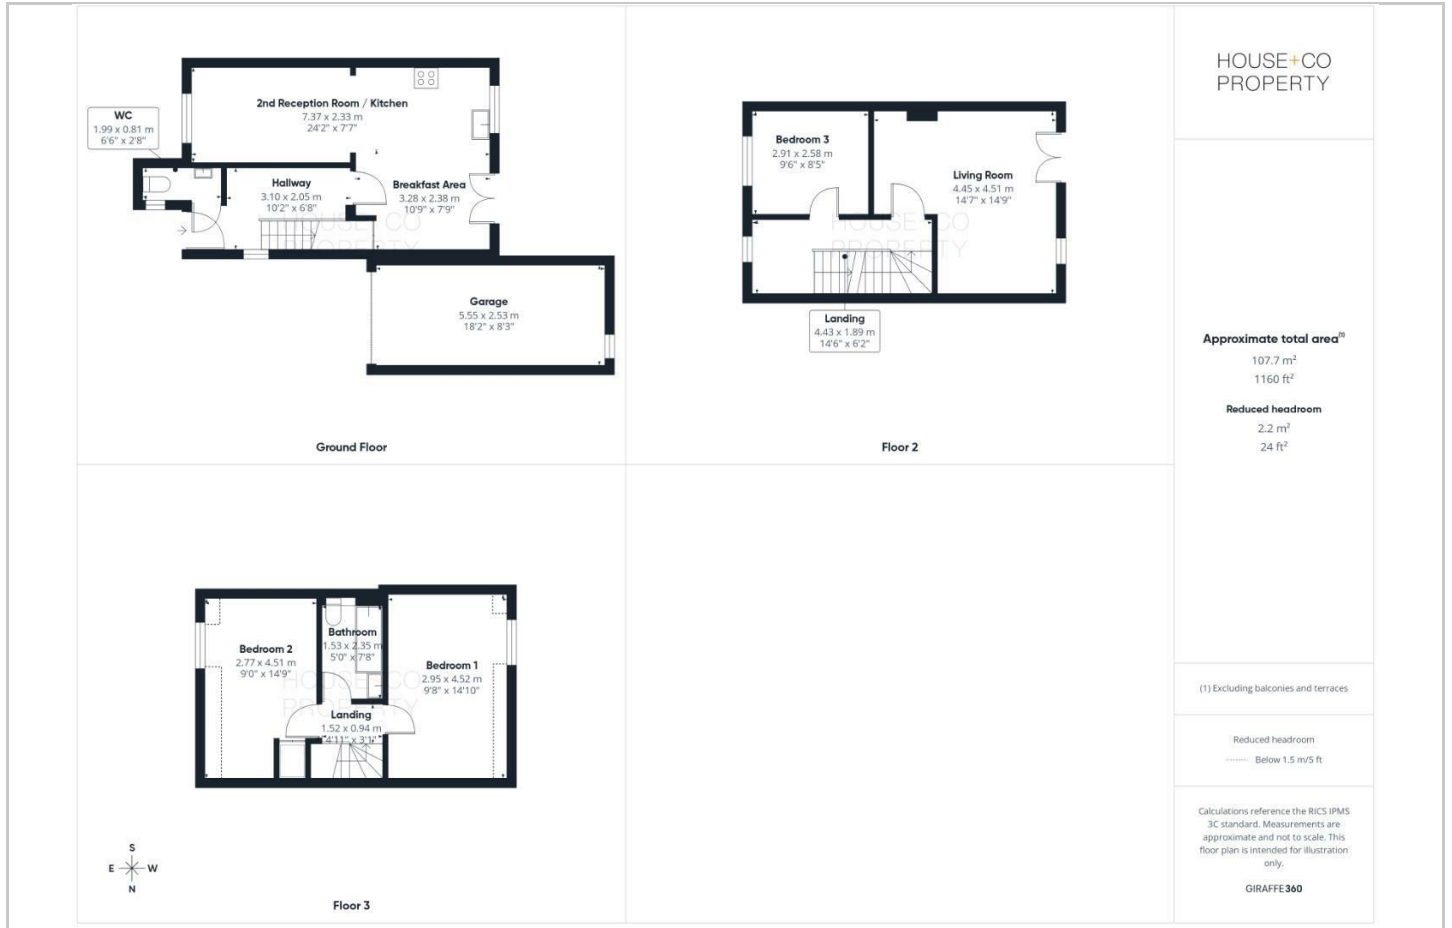 WC
1.99 x 0.81 m
6'6" x 2'8"
2nd Reception Room / Kitchen
7.37 x 2.33 m
24'2" x 7'7"
Hallway
3.10 x 2.05 m
10'2" x 6'8"
Breakfast Area
3.28 x 2.38 m
10'9" x 7'9"
HOUSE+CO
PROPERTY
Garage
5.55 x 2.53 m
18'2" x 8'3"
Ground Floor
Bedroom 3
2.91 x 2.58 m
9'6" x 8'5"
Living Room
4.45 x 4.51 m
14'7" x 14'9"
HOUSE+CO
PROPERTY
Landing
4.43 x 1.89 m
14'6" x 6'2"
Floor 2
Bedroom 2
2.77 x 4.51 m
9'0" x 14'9"
Bathroom
1.53 x 2.35 m
5'0" x 7'8"
Bedroom 1
2.95 x 4.52 m
9'8" x 14'10"
HOUSE+CO
PROPERTY
Landing
1.52 x 0.94 m
4'11" x 3'1"
S
E W
N
Floor 3
HOUSE+CO
PROPERTY
Approximate total area(1)
107.7 m²
1160 ft²
Reduced headroom
2.2 m²
24 ft²
(1) Excluding balconies and terraces
Reduced headroom
Below 1.5 m/5 ft
Calculations reference the RICS IPMS
3C standard. Measurements are
approximate and not to scale. This
floor plan is intended for illustration
only.
GIRAFFE360